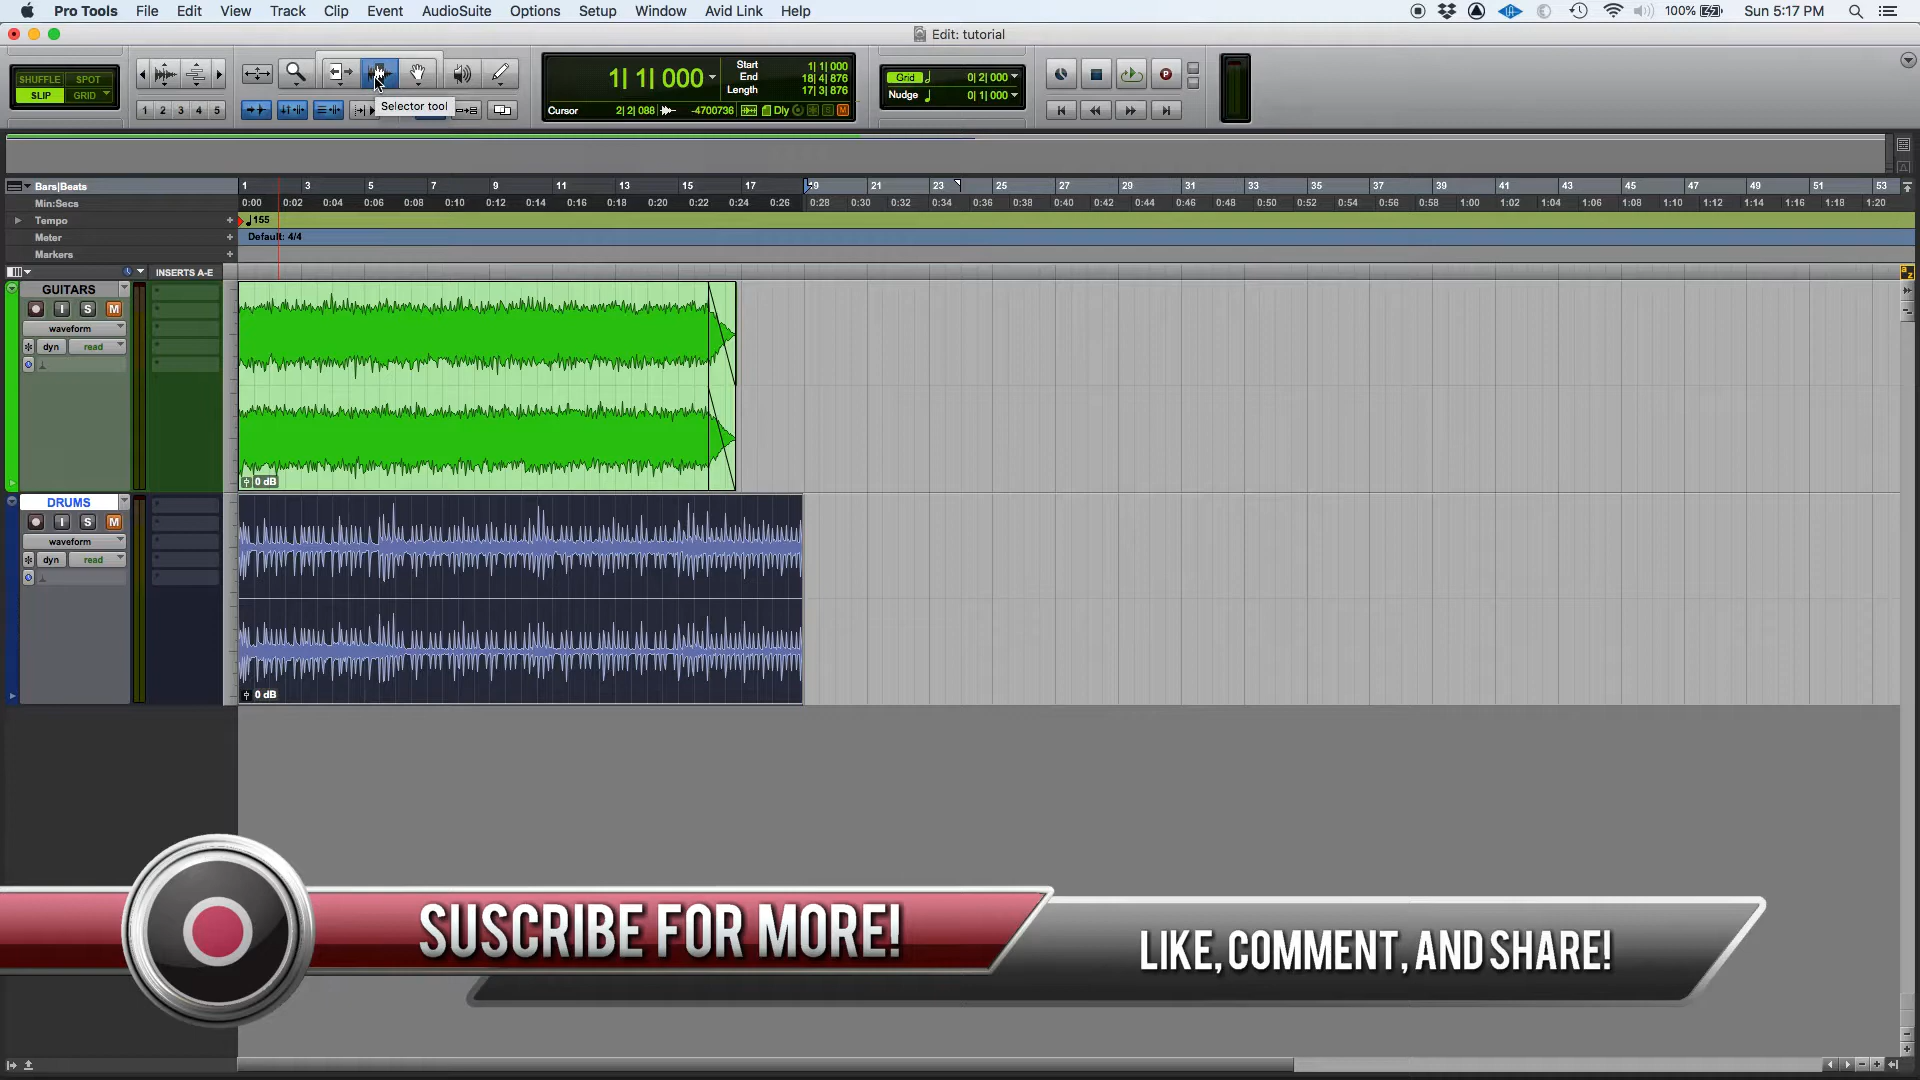 Pro Tools File Edit View Track Clip Event AudioSuite Options Setup Window Avid Link Help 100% Sun 5:17 PM
Edit: tutorial
SHUFFLE SPOT
SLIP GRID
1 2 3 4 5
Selector tool
1| 1| 000
Start 1| 1| 000
End 18| 4| 876
Length 17| 3| 876
Cursor 2| 2| 088 -4700736 Dly
Grid 0| 2| 000
Nudge 0| 1| 000
Bars|Beats 1 3 5 7 9 11 13 15 17 19 21 23 25 27 29 31 33 35 37 39 41 43 45 47 49 51 53
Min:Secs 0:00 0:02 0:04 0:06 0:08 0:10 0:12 0:14 0:16 0:18 0:20 0:22 0:24 0:26 0:28 0:30 0:32 0:34 0:36 0:38 0:40 0:42 0:44 0:46 0:48 0:50 0:52 0:54 0:56 0:58 1:00 1:02 1:04 1:06 1:08 1:10 1:12 1:14 1:16 1:18 1:20
Tempo 155
Meter Default: 4/4
Markers
INSERTS A-E
GUITARS
I S M
waveform
dyn read
0 dB
DRUMS
I S M
waveform
dyn read
0 dB
SUSCRIBE FOR MORE!
LIKE, COMMENT, AND SHARE!